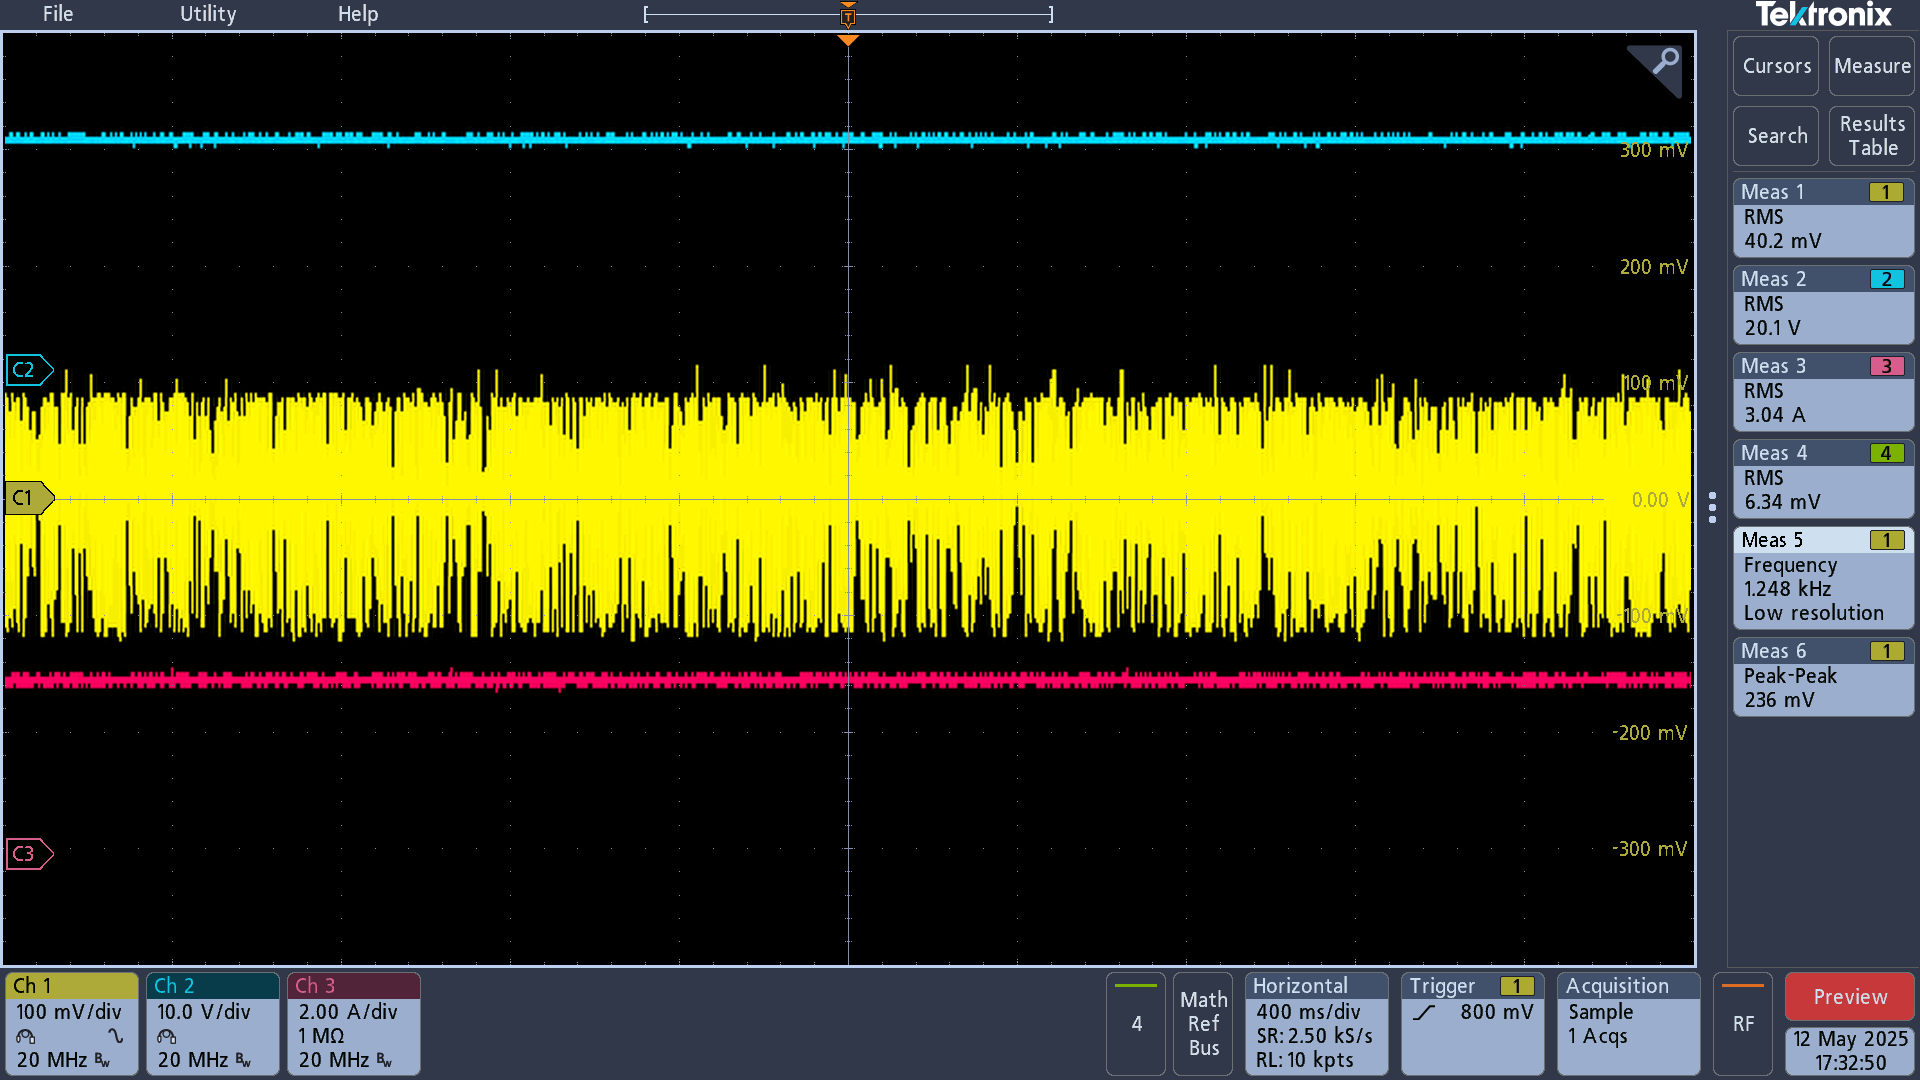 File Utility Help
T
Tektronix
Cursors Measure
Search Results Table
300 mV
200 mV
100 mV
0.00 V
-100 mV
-200 mV
-300 mV
C2
C1
C3
Meas 1 1
RMS
40.2 mV
Meas 2 2
RMS
20.1 V
Meas 3 3
RMS
3.04 A
Meas 4 4
RMS
6.34 mV
Meas 5 1
Frequency
1.248 kHz
Low resolution
Meas 6 1
Peak-Peak
236 mV
Ch 1
100 mV/div
20 MHz Bw
Ch 2
10.0 V/div
20 MHz Bw
Ch 3
2.00 A/div
1 MΩ
20 MHz Bw
4
Math
Ref
Bus
Horizontal
400 ms/div
SR: 2.50 kS/s
RL: 10 kpts
Trigger 1
800 mV
Acquisition
Sample
1 Acqs
RF
Preview
12 May 2025
17:32:50